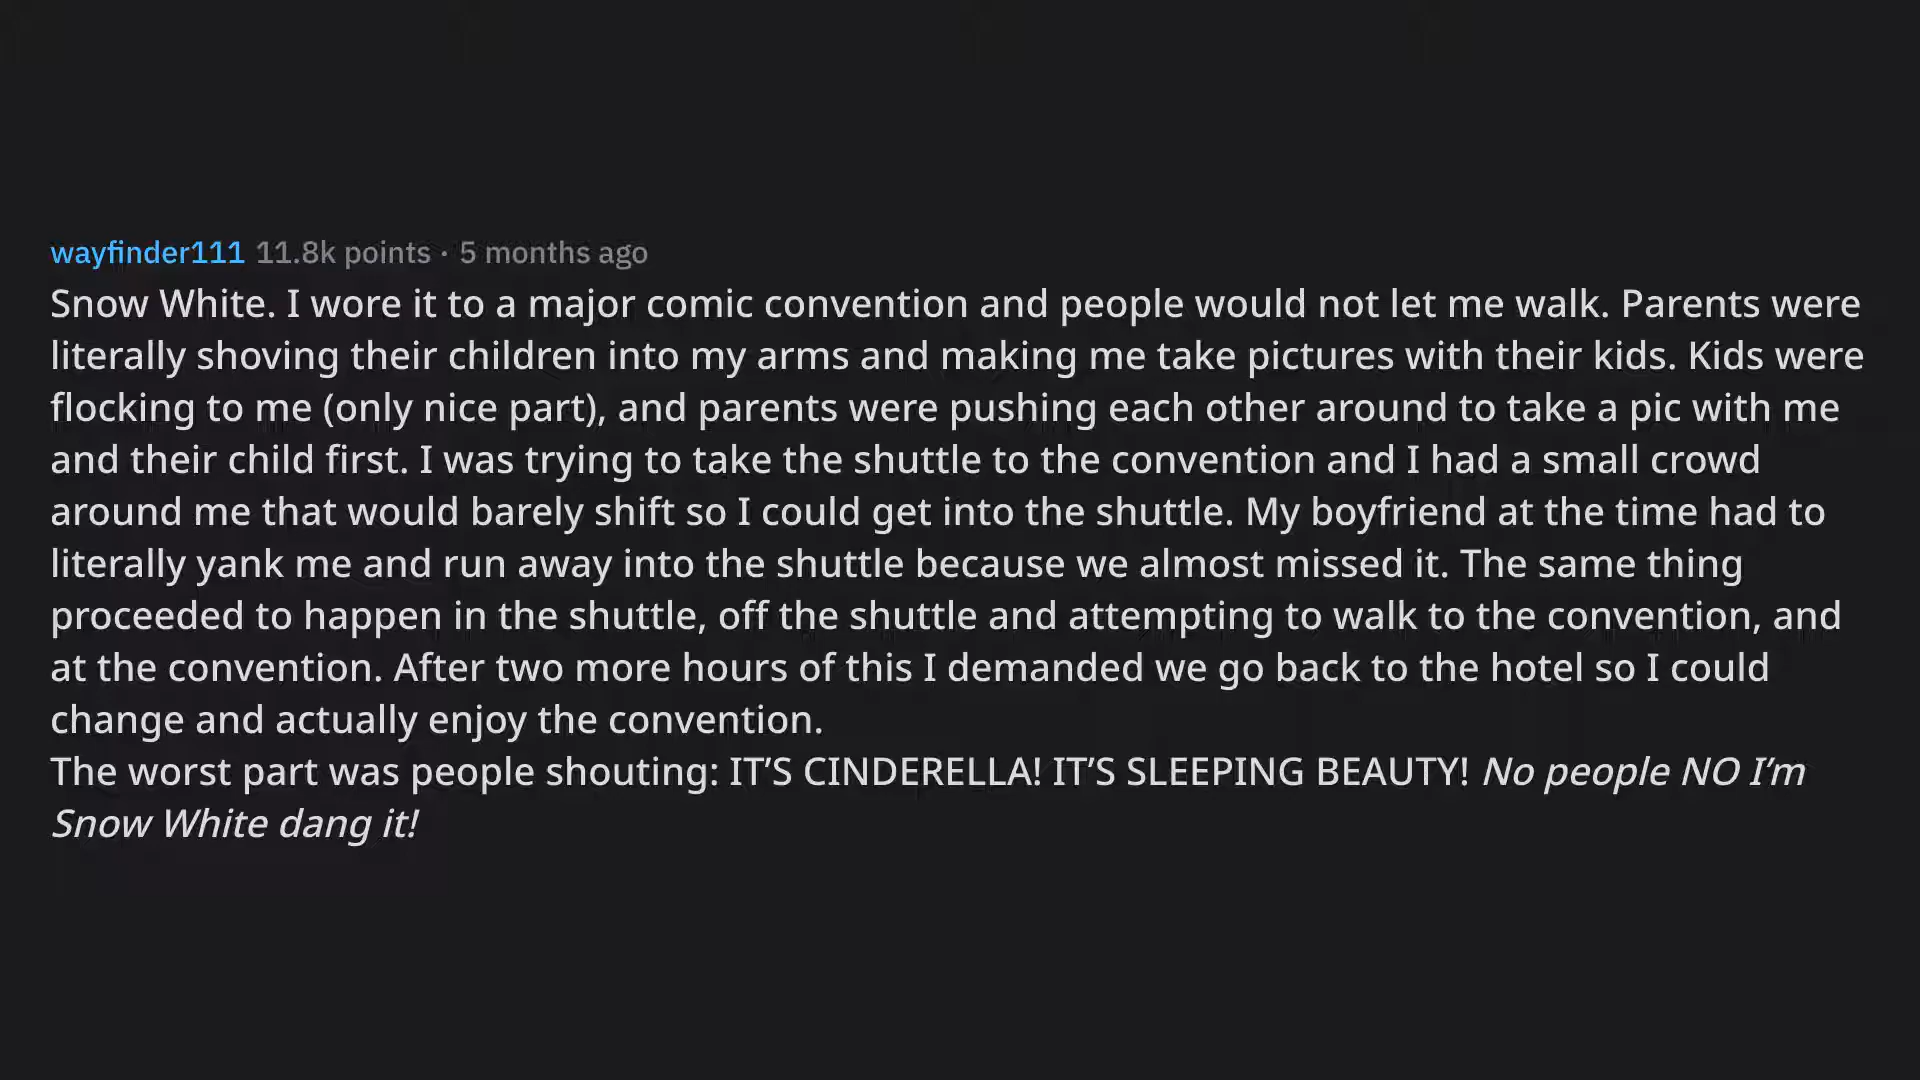 wayfinder111 11.8k points · 5 months ago
Snow White. I wore it to a major comic convention and people would not let me walk. Parents were
literally shoving their children into my arms and making me take pictures with their kids. Kids were
flocking to me (only nice part), and parents were pushing each other around to take a pic with me
and their child first. I was trying to take the shuttle to the convention and I had a small crowd
around me that would barely shift so I could get into the shuttle. My boyfriend at the time had to
literally yank me and run away into the shuttle because we almost missed it. The same thing
proceeded to happen in the shuttle, off the shuttle and attempting to walk to the convention, and
at the convention. After two more hours of this I demanded we go back to the hotel so I could
change and actually enjoy the convention.
The worst part was people shouting: IT’S CINDERELLA! IT’S SLEEPING BEAUTY! No people NO I’m
Snow White dang it!